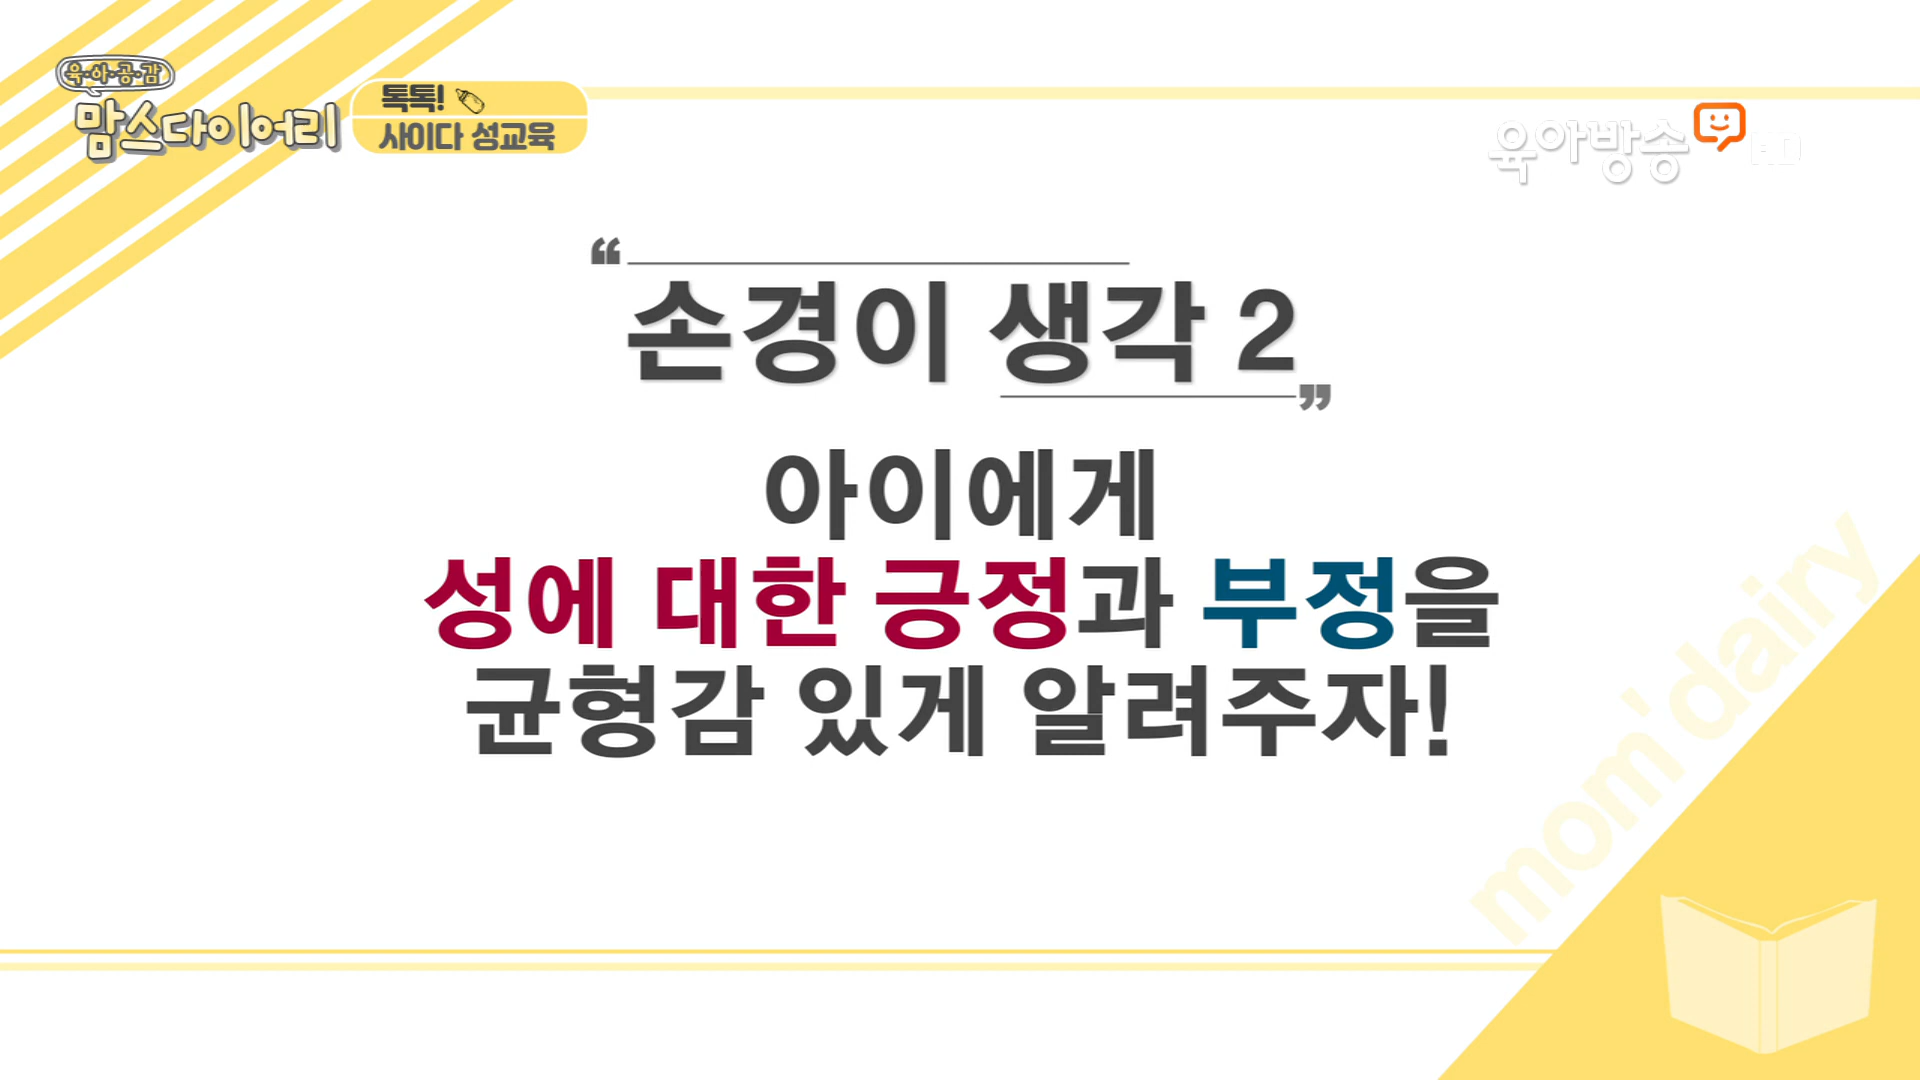 육·아·공·감
맘스다이어리
톡톡!
사이다 성교육
육아방송 HD
“손경이 생각 2”
아이에게
성에 대한 긍정과 부정을
균형감 있게 알려주자!
mom'dairy